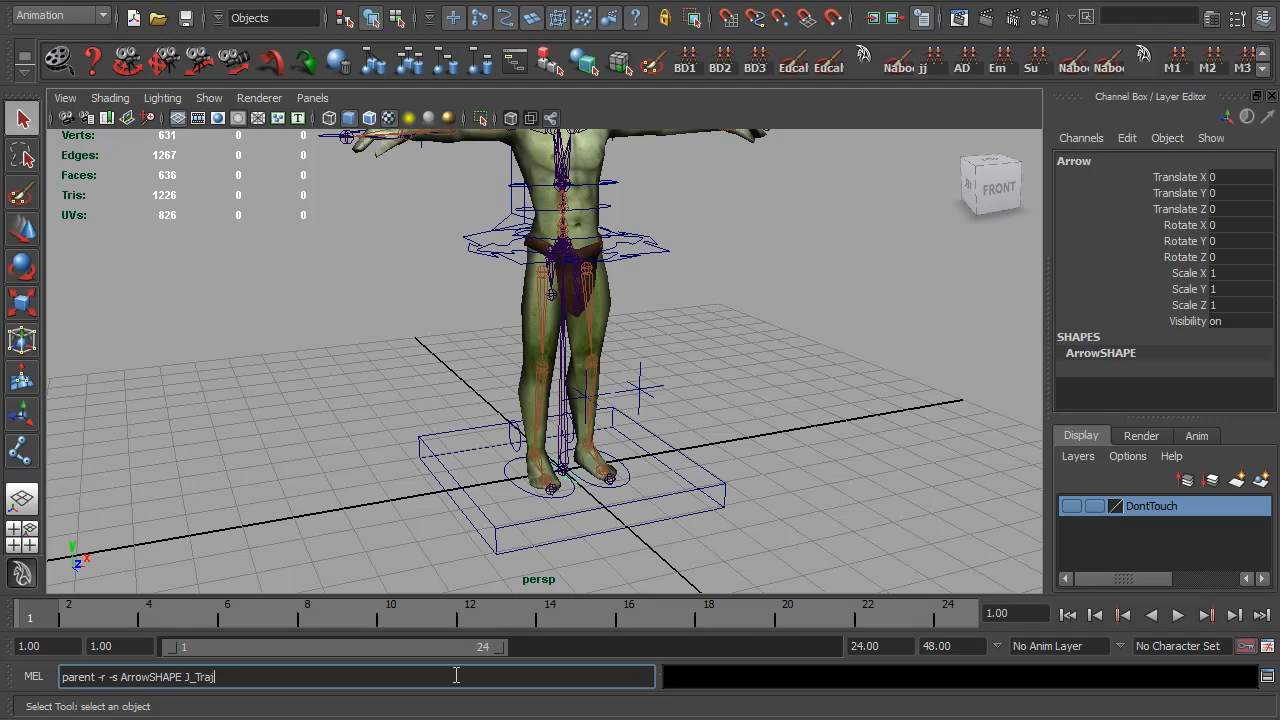 Animation
Objects
BD1 BD2 BD3 Eucal Eucal Naboo jj AD Em Su Naboo Naboo M1 M2 M3
View Shading Lighting Show Renderer Panels
Channel Box / Layer Editor
Channels Edit Object Show
Verts: 631 0 0
Edges: 1267 0 0
Faces: 636 0 0
Tris: 1226 0 0
UVs: 826 0 0
FRONT
Arrow
Translate X 0
Translate Y 0
Translate Z 0
Rotate X 0
Rotate Y 0
Rotate Z 0
Scale X 1
Scale Y 1
Scale Z 1
Visibility on
SHAPES
ArrowSHAPE
Display Render Anim
Layers Options Help
DontTouch
y x z
persp
1 2 4 6 8 10 12 14 16 18 20 22 24 1.00
1.00 1.00 1 24 24.00 48.00 No Anim Layer No Character Set
MEL parent -r -s ArrowSHAPE J_Traj
Select Tool: select an object